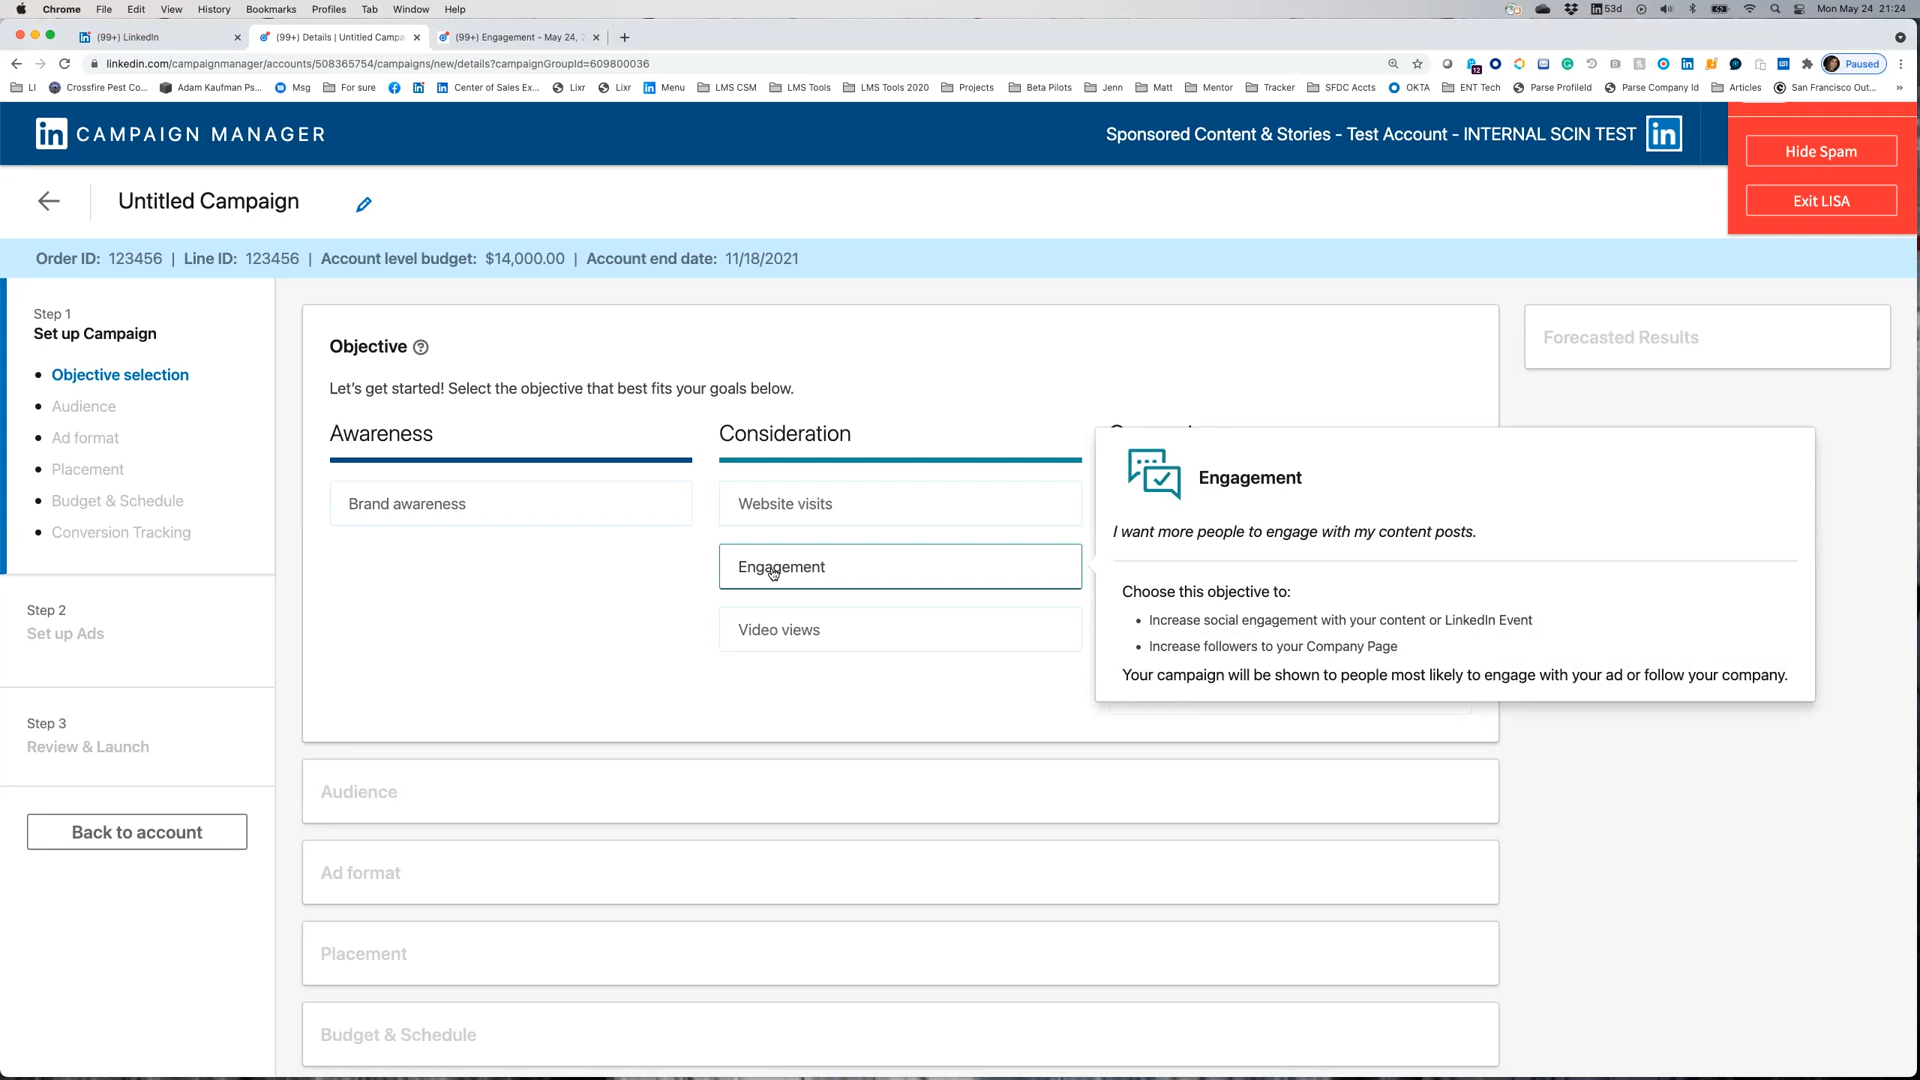 Chrome File Edit View History Bookmarks Profiles Tab Window Help 53d Mon May 24 21:24
(99+) LinkedIn
(99+) Details | Untitled Campa
(99+) Engagement - May 24, 2
linkedin.com/campaignmanager/accounts/508365754/campaigns/new/details?campaignGroupId=609800036
12
Paused
LI Crossfire Pest Co... Adam Kaufman Ps... Msg For sure Center of Sales Ex... Lixr Lixr Menu LMS CSM LMS Tools LMS Tools 2020 Projects Beta Pilots Jenn Matt Mentor Tracker SFDC Accts OKTA ENT Tech Parse ProfileId Parse Company Id Articles San Francisco Out... »
in CAMPAIGN MANAGER
Sponsored Content & Stories - Test Account - INTERNAL SCIN TEST in
Hide Spam
Exit LISA
Untitled Campaign
Order ID: 123456 | Line ID: 123456 | Account level budget: $14,000.00 | Account end date: 11/18/2021
Step 1
Set up Campaign
• Objective selection
• Audience
• Ad format
• Placement
• Budget & Schedule
• Conversion Tracking
Step 2
Set up Ads
Step 3
Review & Launch
Back to account
Objective
Let's get started! Select the objective that best fits your goals below.
Awareness
Brand awareness
Consideration
Website visits
Engagement
Video views
Engagement
I want more people to engage with my content posts.
Choose this objective to:
• Increase social engagement with your content or LinkedIn Event
• Increase followers to your Company Page
Your campaign will be shown to people most likely to engage with your ad or follow your company.
Forecasted Results
Audience
Ad format
Placement
Budget & Schedule